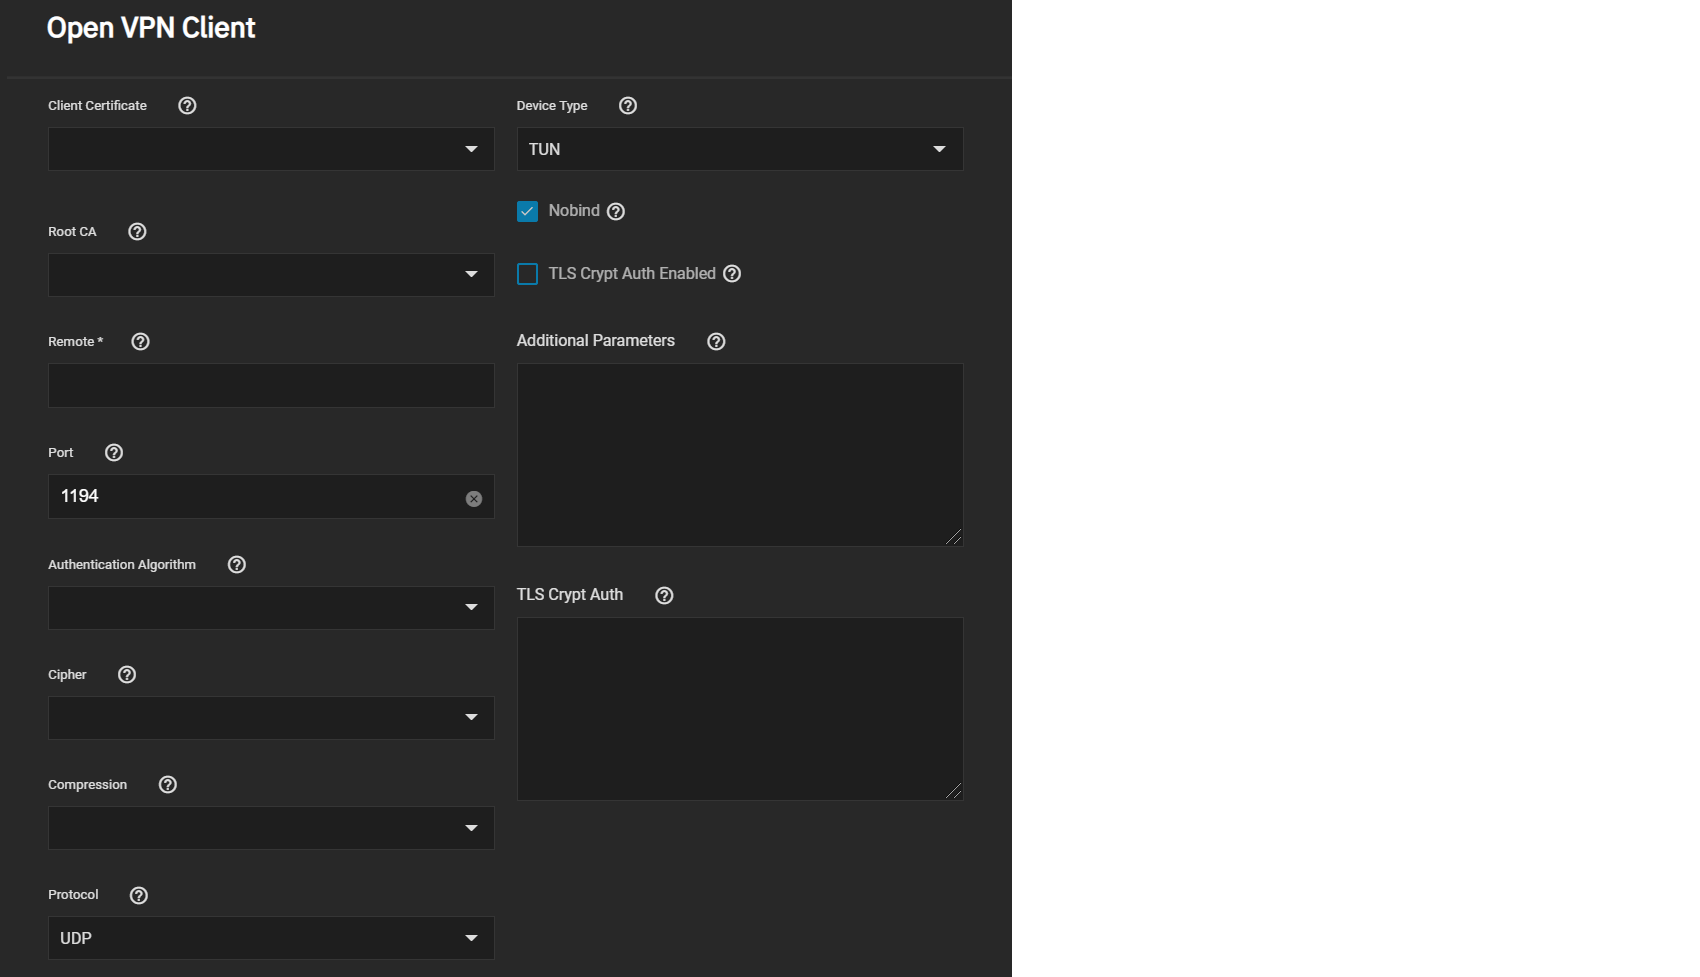 Open VPN Client
Client Certificate
Root CA
Remote *
Port
1194
Authentication Algorithm
Cipher
Compression
Protocol
UDP
Device Type
TUN
Nobind
TLS Crypt Auth Enabled
Additional Parameters
TLS Crypt Auth